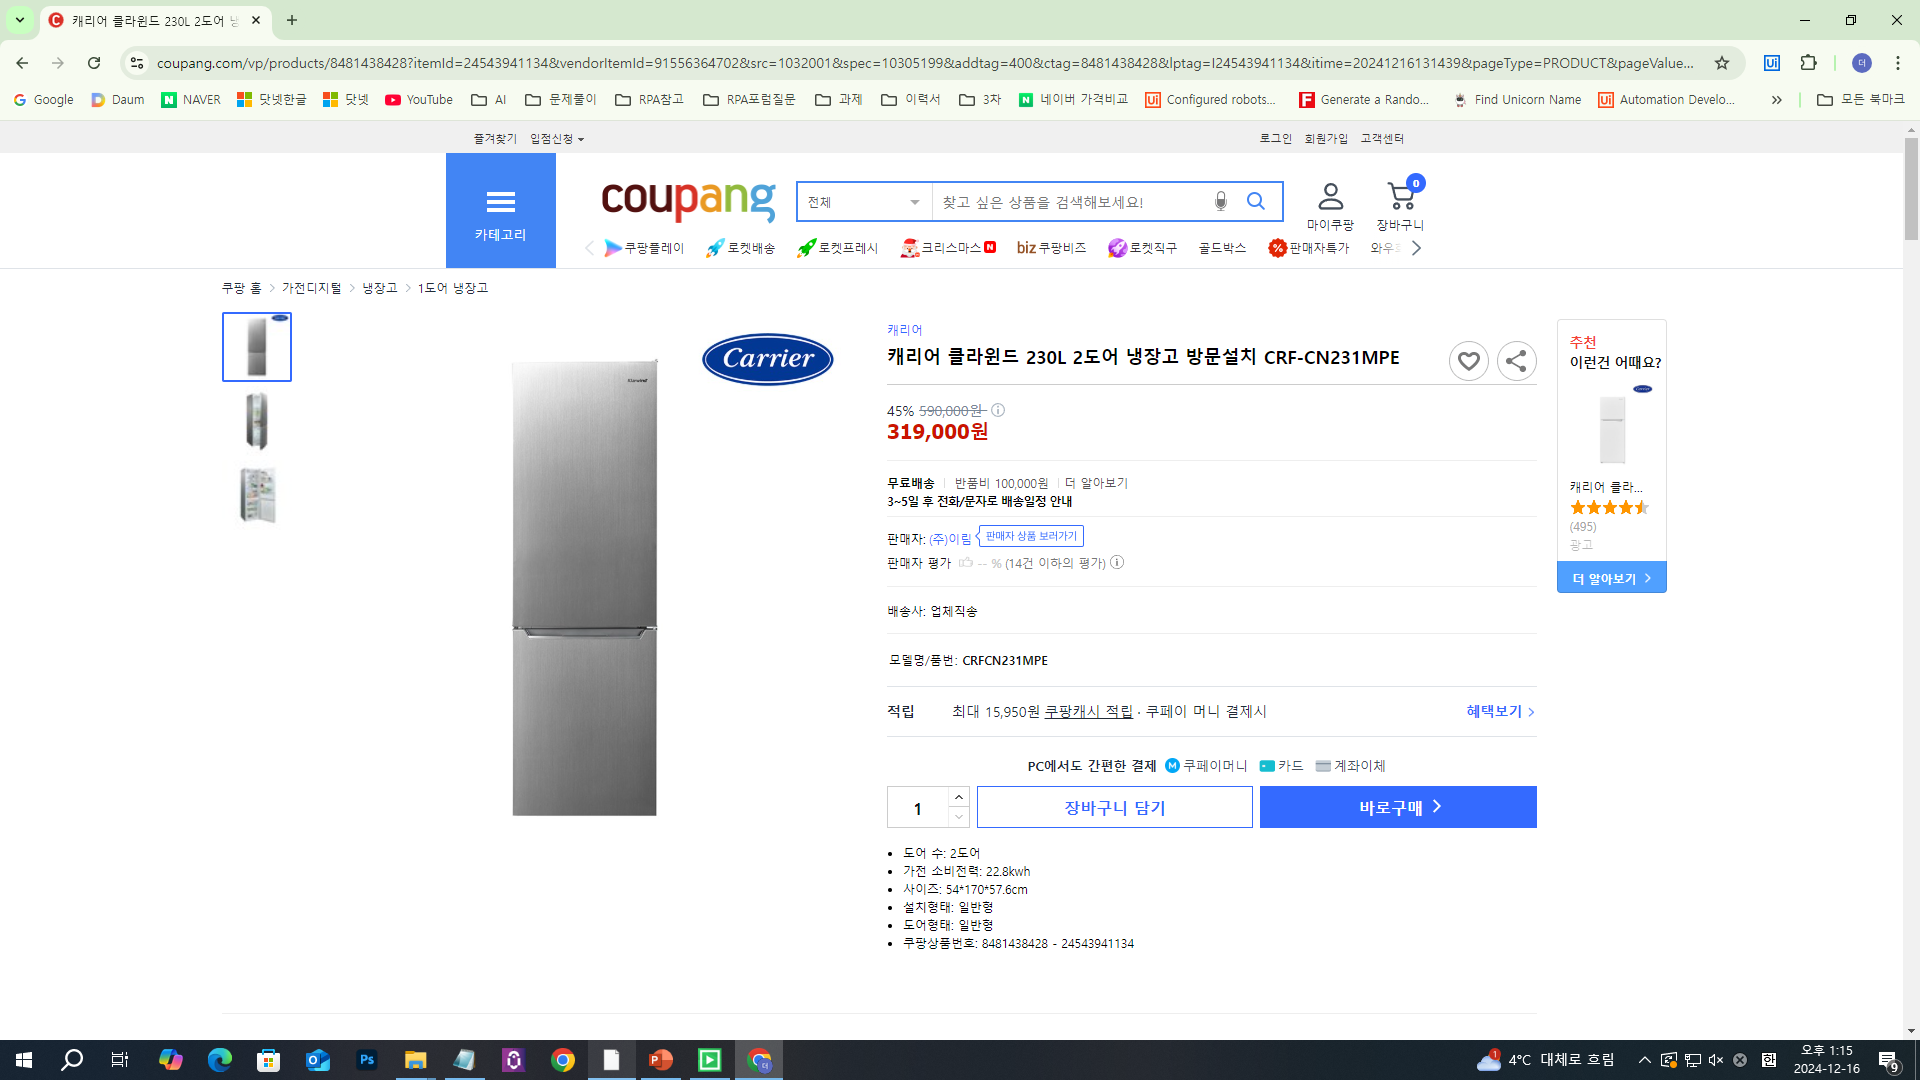 캐리어 클라윈드 230L 2도어 냉
coupang.com/vp/products/8481438428?itemId=24543941134&vendorItemId=91556364702&src=1032001&spec=10305199&addtag=400&ctag=8481438428&lptag=I24543941134&itime=20241216131439&pageType=PRODUCT&pageValue...
더
Google Daum NAVER 닷넷한글 닷넷 YouTube AI 문제풀이 RPA참고 RPA포럼질문 과제 이력서 3차 네이버 가격비교 Configured robots... Generate a Rando... Find Unicorn Name Automation Develo... 모든 북마크
즐겨찾기 입점신청 로그인 회원가입 고객센터
카테고리
coupang
전체 찾고 싶은 상품을 검색해보세요!
0
마이쿠팡 장바구니
쿠팡플레이 로켓배송 로켓프레시 크리스마스 N biz 쿠팡비즈 로켓직구 골드박스 판매자특가
쿠팡 홈 가전디지털 냉장고 1도어 냉장고
Carrier
캐리어
캐리어 클라윈드 230L 2도어 냉장고 방문설치 CRF-CN231MPE
45% 590,000원
319,000원
무료배송 반품비 100,000원 더 알아보기
3~5일 후 전화/문자로 배송일정 안내
판매자: (주)이림 판매자 상품 보러가기
판매자 평가 -- % (14건 이하의 평가)
배송사: 업체직송
모델명/품번: CRFCN231MPE
적립 최대 15,950원 쿠팡캐시 적립 · 쿠페이 머니 결제시 혜택보기
PC에서도 간편한 결제 쿠페이머니 카드 계좌이체
1 장바구니 담기 바로구매
도어 수: 2도어
가전 소비전력: 22.8kwh
사이즈: 54*170*57.6cm
설치형태: 일반형
도어형태: 일반형
쿠팡상품번호: 8481438428 - 24543941134
추천
이런건 어때요?
Carrier
캐리어 클라...
(495)
광고
더 알아보기
Ps
1
4°C 대체로 흐림
한
오후 1:15
2024-12-16
9